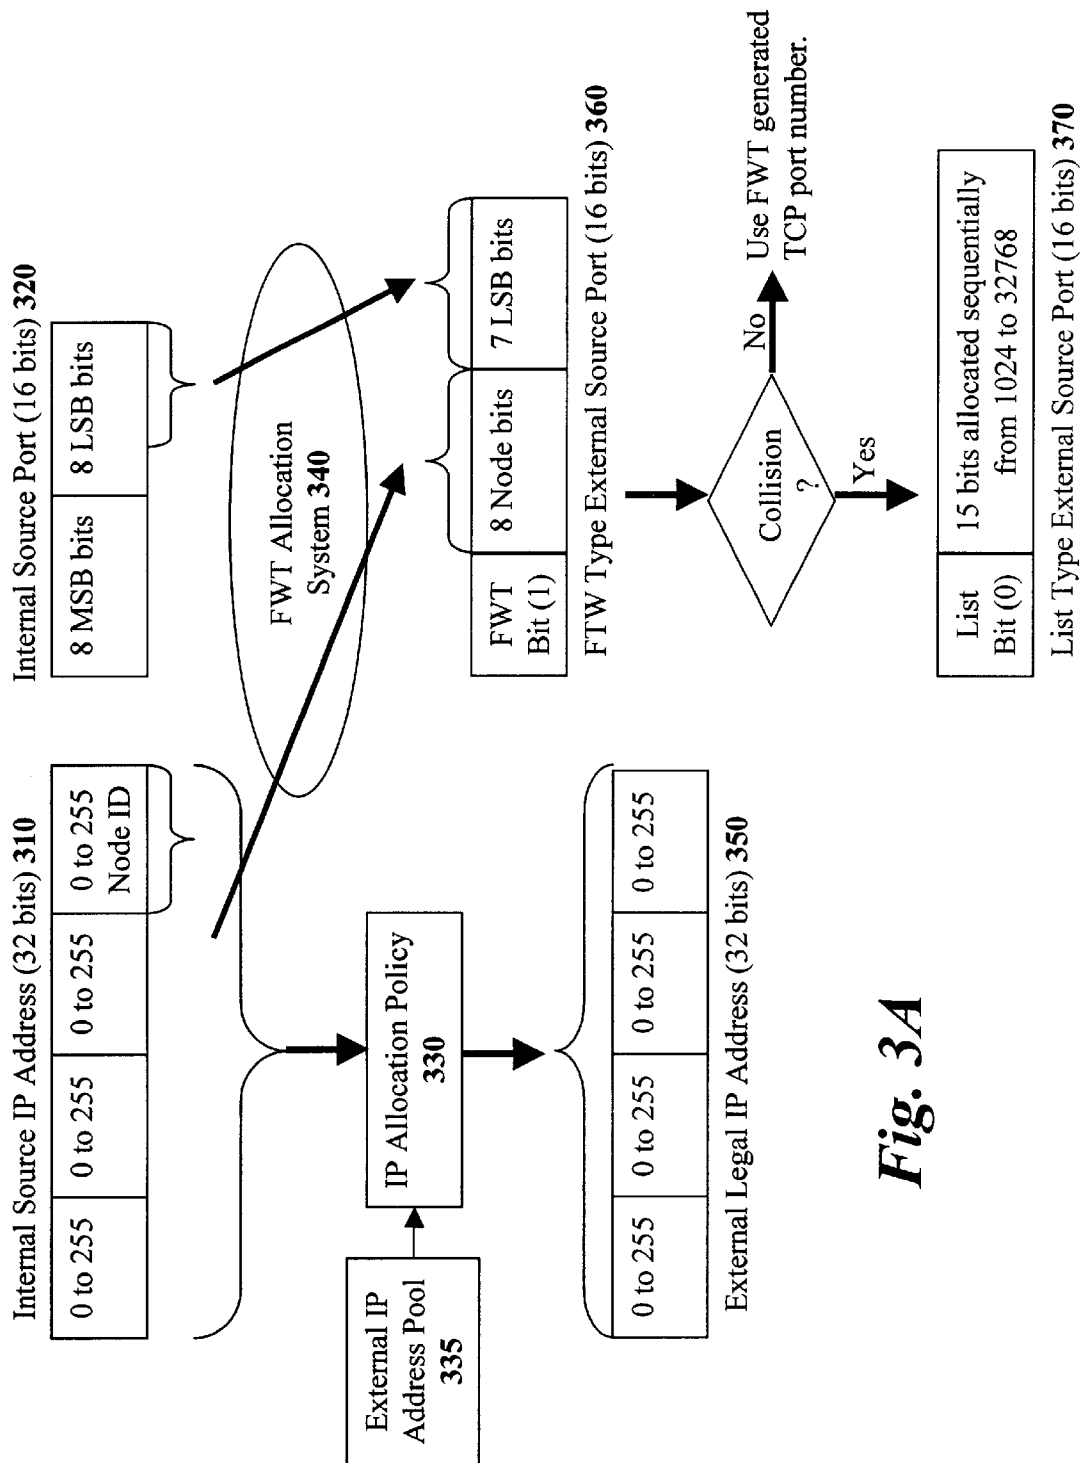 Internal Source IP Address (32 bits) 310
0 to 255
0 to 255
0 to 255
0 to 255
Node ID
Internal Source Port (16 bits) 320
8 MSB bits
8 LSB bits
FWT Allocation
System 340
External IP
Address Pool
335
IP Allocation Policy
330
FWT
Bit (1)
8 Node bits
7 LSB bits
FTW Type External Source Port (16 bits) 360
0 to 255
0 to 255
0 to 255
0 to 255
External Legal IP Address (32 bits) 350
Collision
?
No
Use FWT generated
TCP port number.
Yes
List
Bit (0)
15 bits allocated sequentially
from 1024 to 32768
List Type External Source Port (16 bits) 370
Fig. 3A